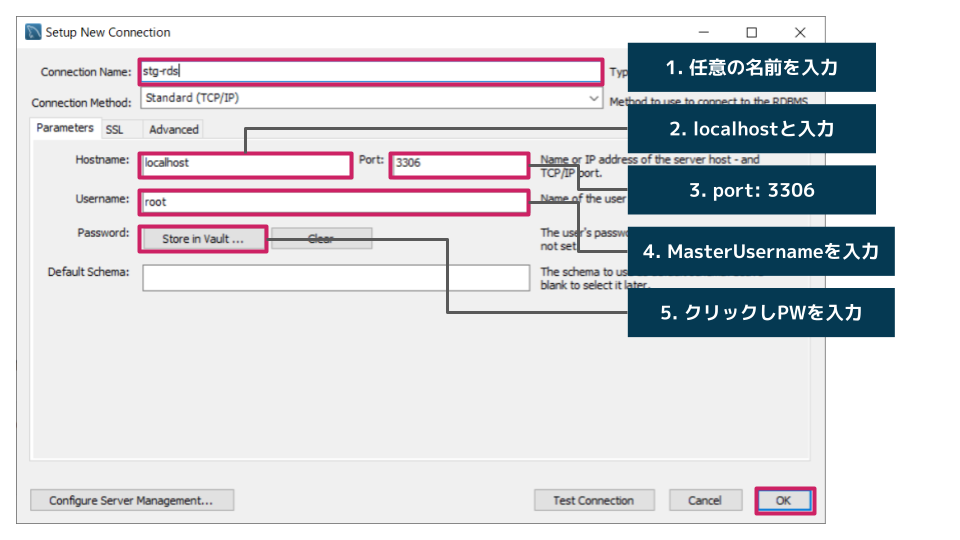 Setup New Connection
Connection Name: stg-rds
1. 任意の名前を入力
Connection Method: Standard (TCP/IP)
Method to use to connect to the RDBMS
Parameters SSL Advanced
2. localhostと入力
Hostname: localhost Port: 3306 Name or IP address of the server host - and
TCP/IP port.
3. port: 3306
Username: root Name of the user
Password: Store in Vault ... Clear The user's
not set.
4. MasterUsernameを入力
Default Schema: The schema to
blank to select it later.
5. クリックしPWを入力
Configure Server Management... Test Connection Cancel OK